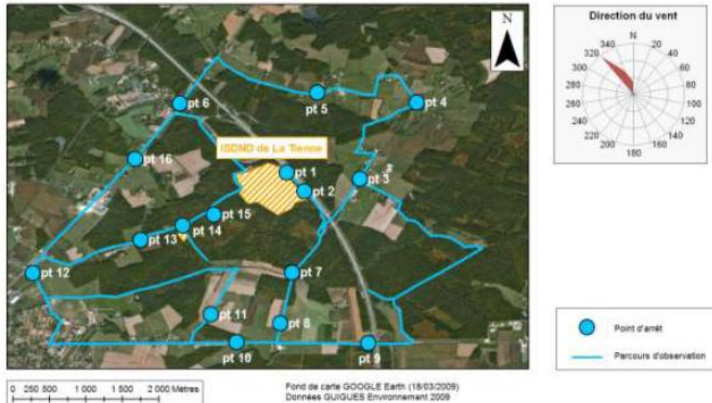 N
pt 6
pt 5
pt 4
ISDND de La Tienne
pt 16
pt 1
pt 2
pt 3
pt 15
pt 14
pt 13
pt 12
pt 7
pt 11
pt 8
pt 10
pt 9
0 250 500 1 000 1 500 2 000 Mètres
Fond de carte GOOGLE Earth (18/03/2009)
Données GUIGUES Environnement 2009
Direction du vent
N
340 20
320 40
300 60
280 80
260 100
240 120
220 140
200 160
180
Point d'arrêt
Parcours d'observation